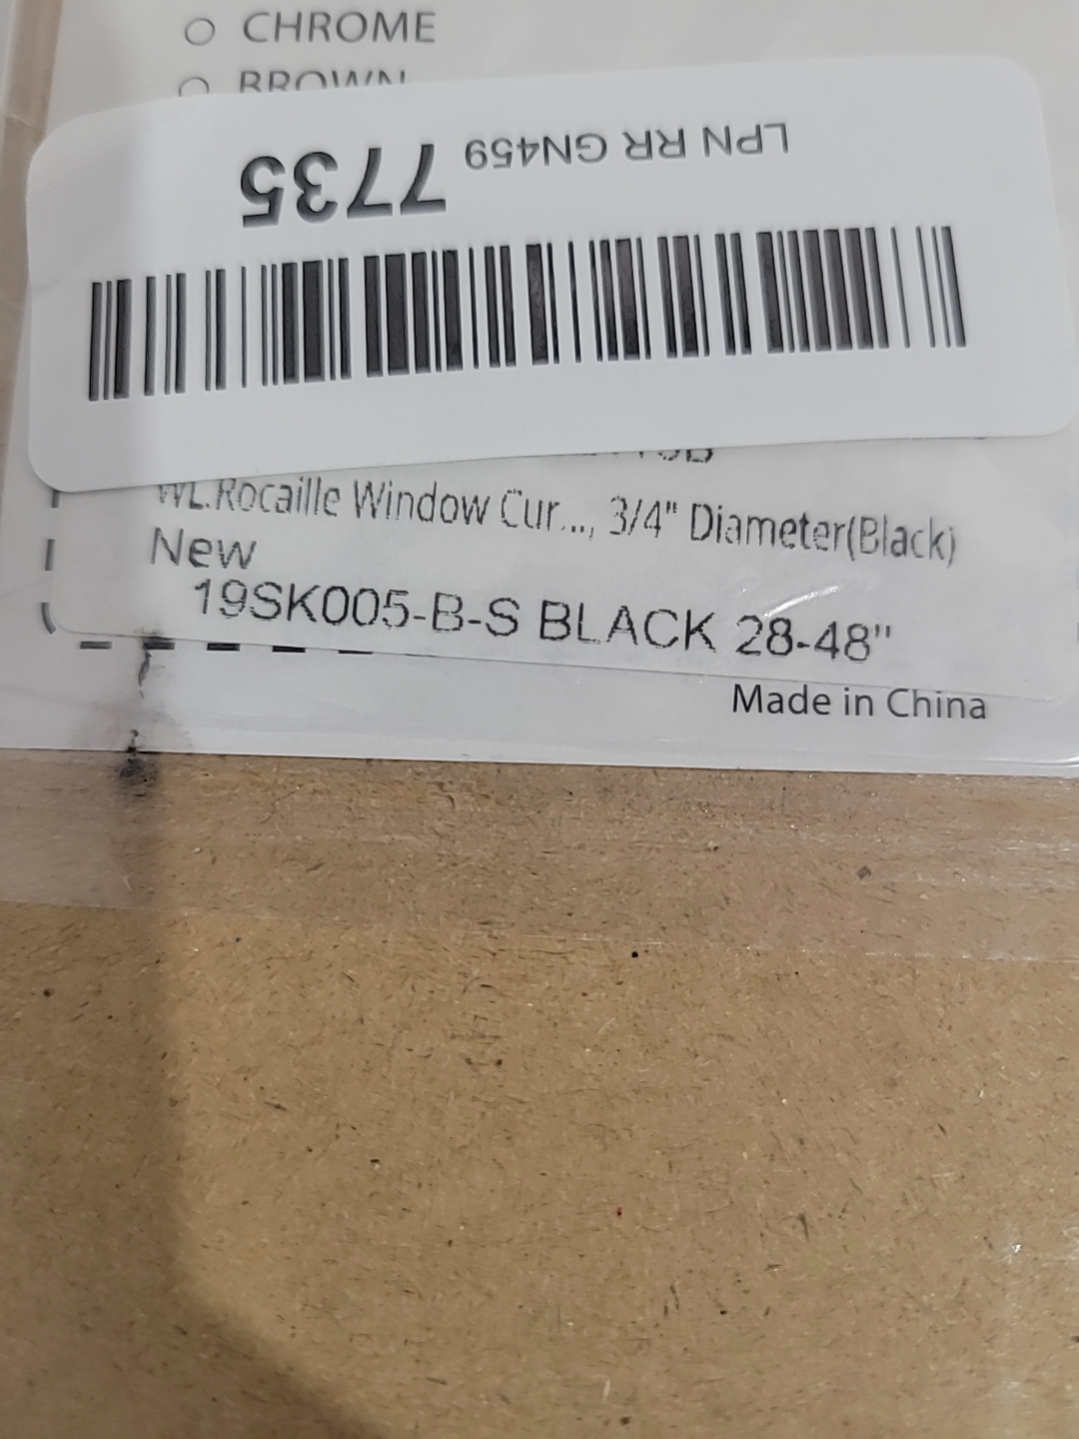 CHROME
BROWN
LPN RR GN459 7735
WL.Rocaille Window Cur..., 3/4" Diameter(Black)
New
19SK005-B-S BLACK 28-48"
Made in China